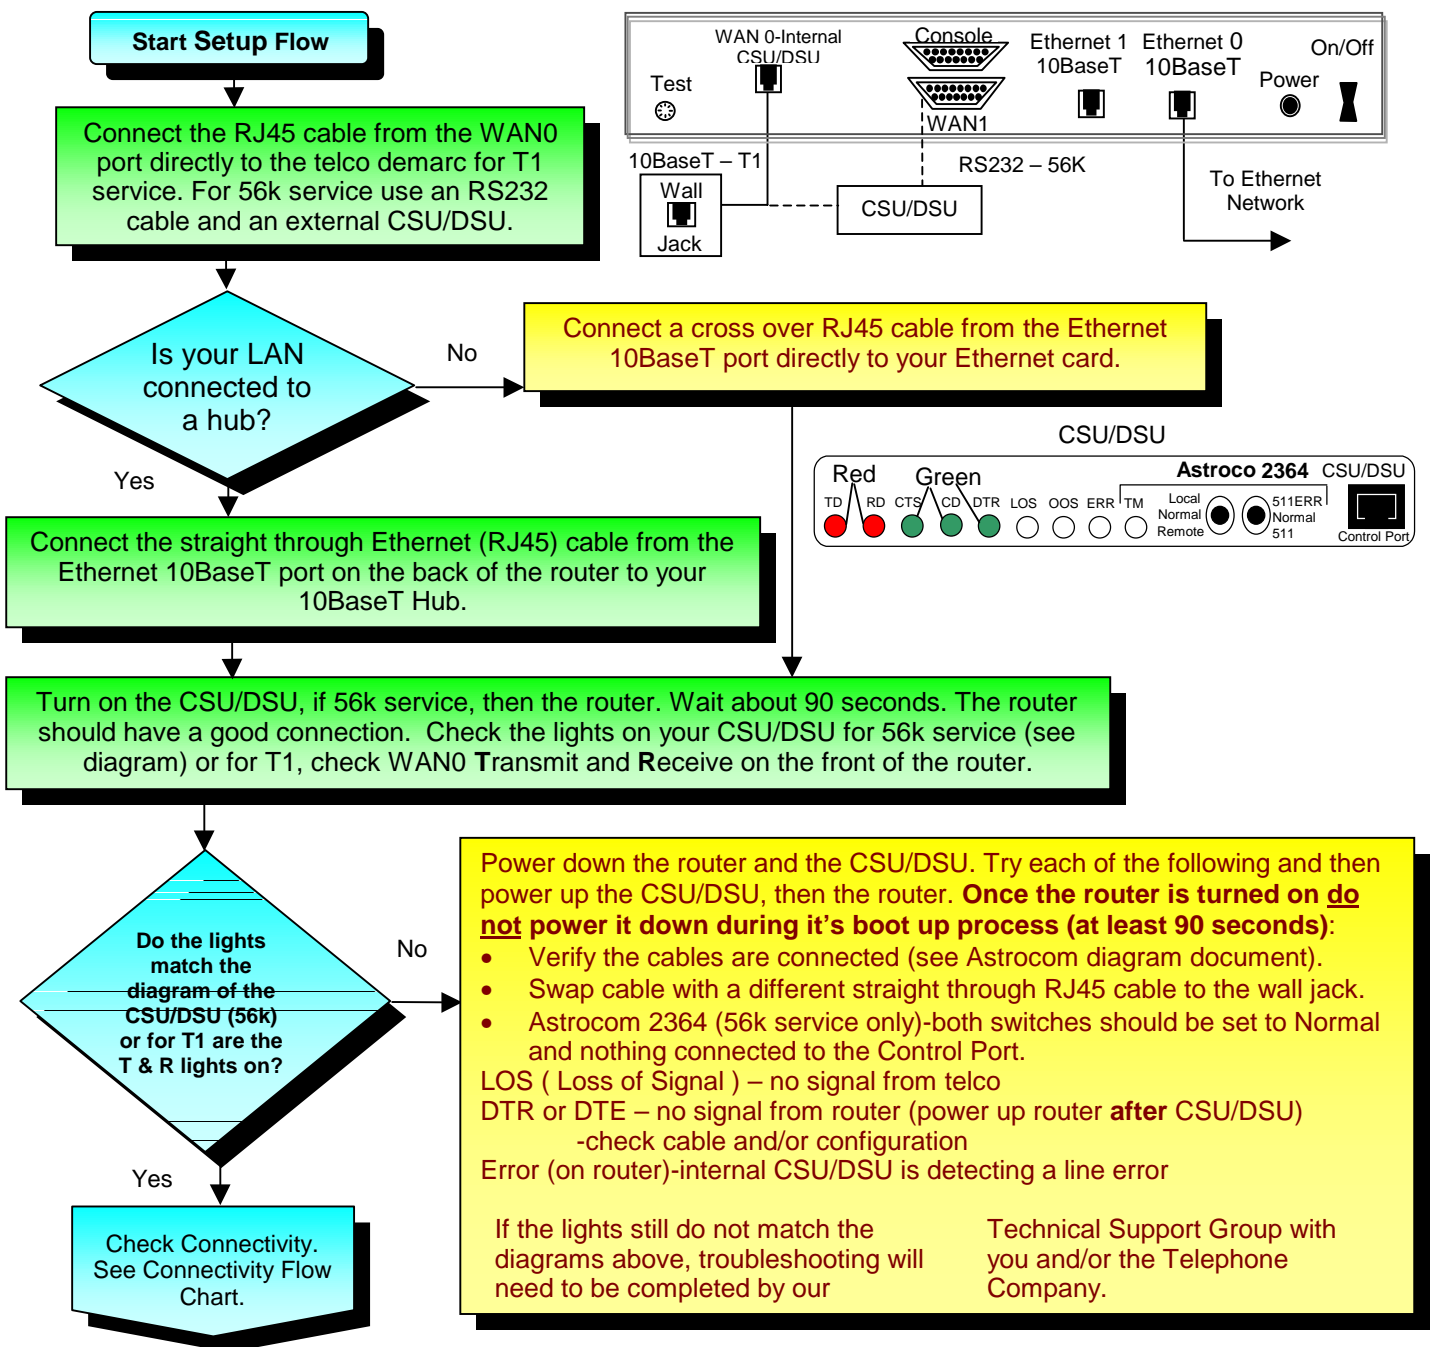 Start Setup Flow
Connect the RJ45 cable from the WAN0
port directly to the telco demarc for T1
service. For 56k service use an RS232
cable and an external CSU/DSU.
WAN 0-Internal
CSU/DSU
Test
Console
WAN1
Ethernet 1
10BaseT
Ethernet 0
10BaseT
Power
On/Off
10BaseT – T1
Wall
Jack
RS232 – 56K
CSU/DSU
To Ethernet
Network
Is your LAN
connected to
a hub?
No
Connect a cross over RJ45 cable from the Ethernet
10BaseT port directly to your Ethernet card.
Yes
CSU/DSU
Red
Green
Astroco 2364 CSU/DSU
TD RD CTS CD DTR LOS OOS ERR TM
Local
Normal
Remote
511ERR
Normal
511
Control Port
Connect the straight through Ethernet (RJ45) cable from the
Ethernet 10BaseT port on the back of the router to your
10BaseT Hub.
Turn on the CSU/DSU, if 56k service, then the router. Wait about 90 seconds. The router
should have a good connection.  Check the lights on your CSU/DSU for 56k service (see
diagram) or for T1, check WAN0 Transmit and Receive on the front of the router.
Do the lights
match the
diagram of the
CSU/DSU (56k)
or for T1 are the
T & R lights on?
No
Power down the router and the CSU/DSU. Try each of the following and then
power up the CSU/DSU, then the router. Once the router is turned on do
not power it down during it's boot up process (at least 90 seconds):
• Verify the cables are connected (see Astrocom diagram document).
• Swap cable with a different straight through RJ45 cable to the wall jack.
• Astrocom 2364 (56k service only)-both switches should be set to Normal
and nothing connected to the Control Port.
LOS ( Loss of Signal ) – no signal from telco
DTR or DTE – no signal from router (power up router after CSU/DSU)
-check cable and/or configuration
Error (on router)-internal CSU/DSU is detecting a line error
If the lights still do not match the
diagrams above, troubleshooting will
need to be completed by our
Technical Support Group with
you and/or the Telephone
Company.
Yes
Check Connectivity.
See Connectivity Flow
Chart.